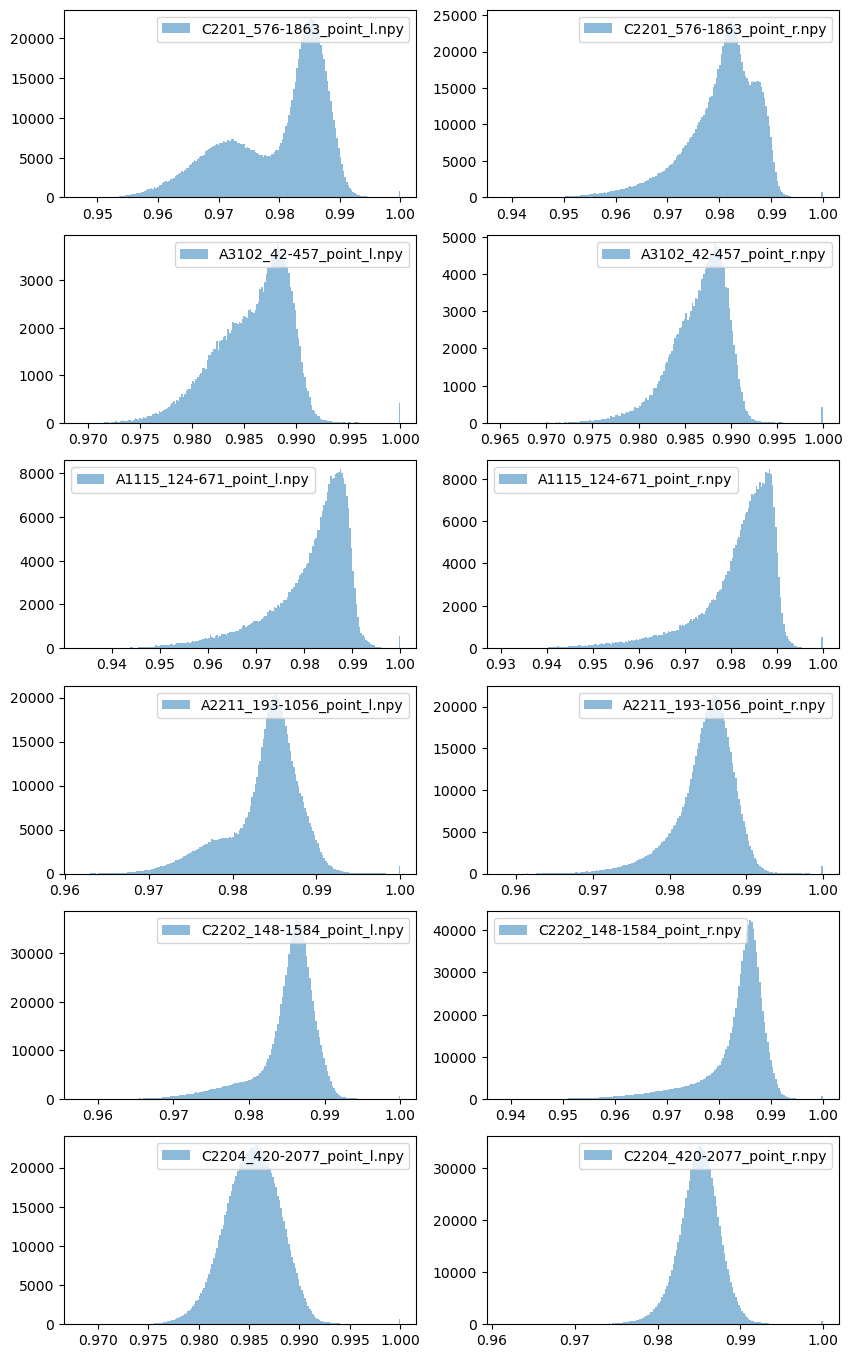 C2201_576-1863_point_l.npy
20000
15000
10000
5000
0
0.95 0.96 0.97 0.98 0.99 1.00
C2201_576-1863_point_r.npy
25000
20000
15000
10000
5000
0
0.94 0.95 0.96 0.97 0.98 0.99 1.00
A3102_42-457_point_l.npy
3000
2000
1000
0
0.970 0.975 0.980 0.985 0.990 0.995 1.000
A3102_42-457_point_r.npy
5000
4000
3000
2000
1000
0
0.965 0.970 0.975 0.980 0.985 0.990 0.995 1.000
A1115_124-671_point_l.npy
8000
6000
4000
2000
0
0.94 0.95 0.96 0.97 0.98 0.99 1.00
A1115_124-671_point_r.npy
8000
6000
4000
2000
0
0.93 0.94 0.95 0.96 0.97 0.98 0.99 1.00
A2211_193-1056_point_l.npy
20000
15000
10000
5000
0
0.96 0.97 0.98 0.99 1.00
A2211_193-1056_point_r.npy
20000
15000
10000
5000
0
0.96 0.97 0.98 0.99 1.00
C2202_148-1584_point_l.npy
30000
20000
10000
0
0.96 0.97 0.98 0.99 1.00
C2202_148-1584_point_r.npy
40000
30000
20000
10000
0
0.94 0.95 0.96 0.97 0.98 0.99 1.00
C2204_420-2077_point_l.npy
20000
15000
10000
5000
0
0.970 0.975 0.980 0.985 0.990 0.995 1.000
C2204_420-2077_point_r.npy
30000
20000
10000
0
0.96 0.97 0.98 0.99 1.00